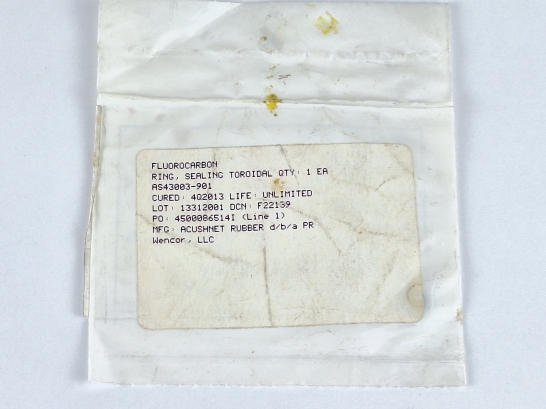 FLUOROCARBON
RING, SEALING TOROIDAL QTY: 1 EA
AS43003-901
CURED: 4Q2013 LIFE: UNLIMITED
LOT: 13312001 DCN: F22139
PO: 4500086514I (Line 1)
MFG: ACUSHNET RUBBER d/b/a PR
Wencor, LLC